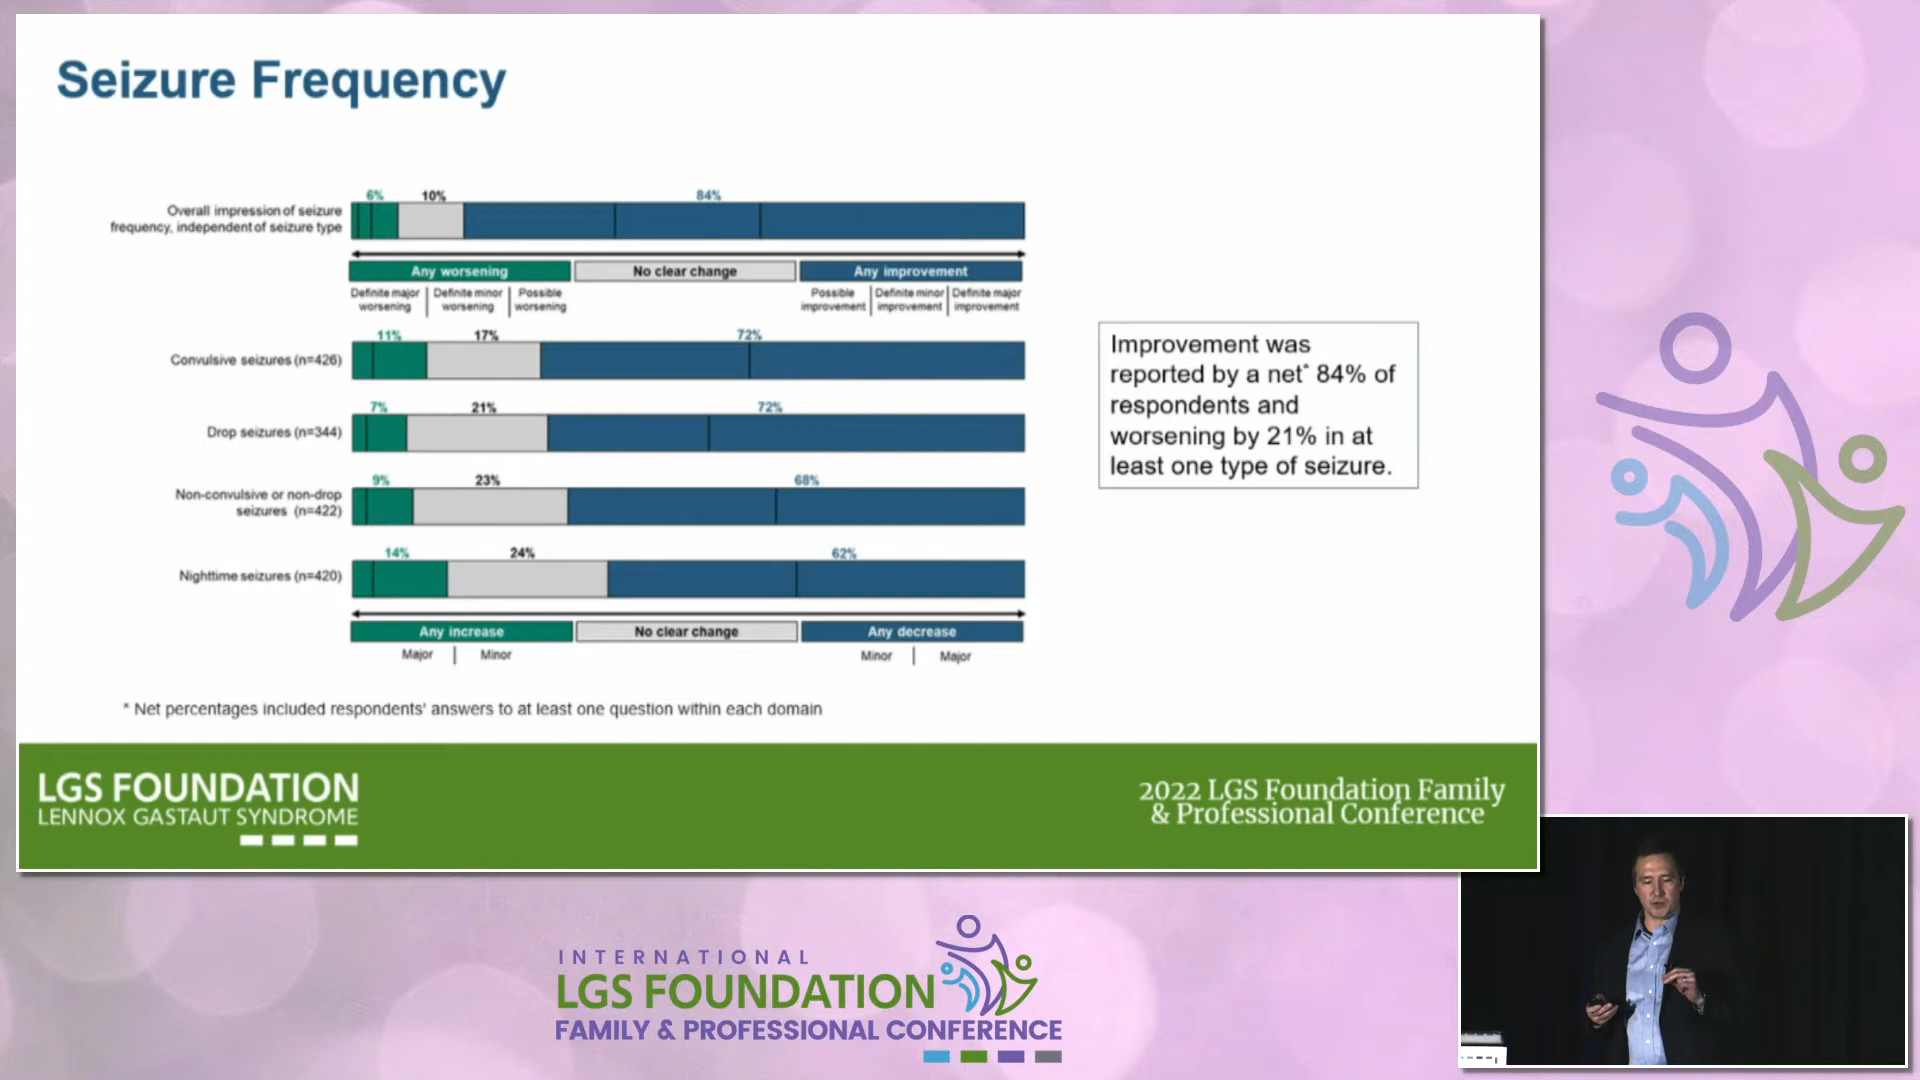 Seizure Frequency
6% 10% 84%
Overall impression of seizure
frequency, independent of seizure type
Any worsening No clear change Any improvement
Definite major Definite minor Possible Possible Definite minor Definite major
worsening worsening worsening improvement improvement improvement
11% 17% 72%
Convulsive seizures (n=426)
7% 21% 72%
Drop seizures (n=344)
9% 23% 68%
Non-convulsive or non-drop
seizures (n=422)
14% 24% 62%
Nighttime seizures (n=420)
Any increase No clear change Any decrease
Major Minor Minor Major
Improvement was
reported by a net* 84% of
respondents and
worsening by 21% in at
least one type of seizure.
* Net percentages included respondents' answers to at least one question within each domain
LGS FOUNDATION
LENNOX GASTAUT SYNDROME
2022 LGS Foundation Family
& Professional Conference
INTERNATIONAL
LGS FOUNDATION
FAMILY & PROFESSIONAL CONFERENCE